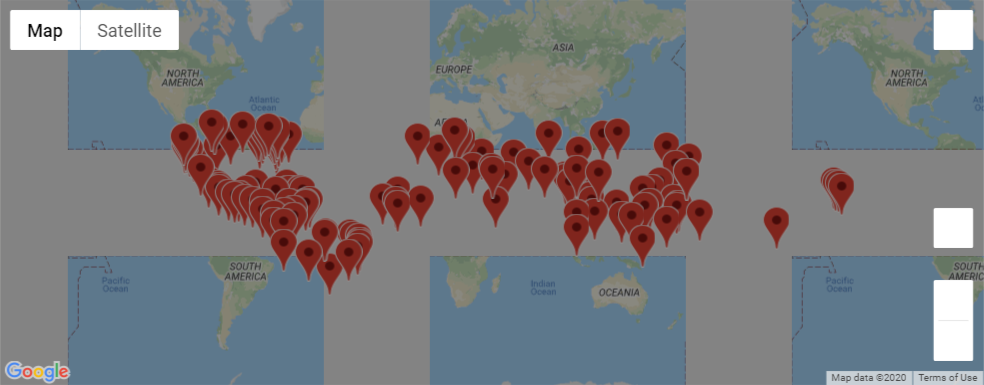 Map Satellite
ASIA
EUROPE
NORTH
AMERICA
NORTH
AMERICA
Atlantic
Ocean
SOUTH
AMERICA
Pacific
Ocean
Indian
Ocean
OCEANIA
Pacific
Ocean
SOUTH
AMERI
Google
Map data ©2020 Terms of Use